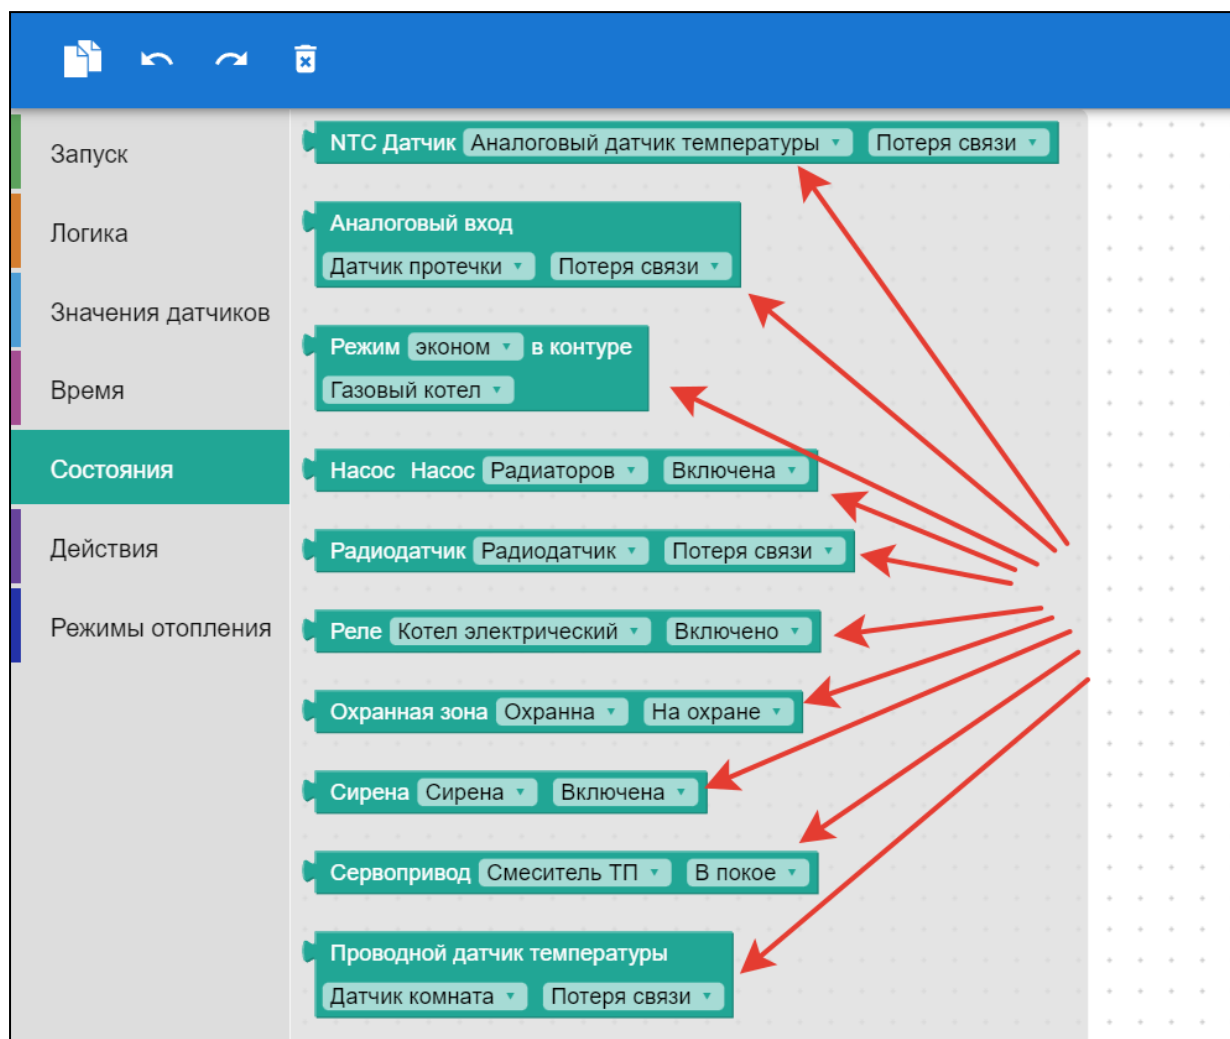 Запуск
Логика
Значения датчиков
Время
Состояния
Действия
Режимы отопления
NTC Датчик Аналоговый датчик температуры Потеря связи
Аналоговый вход
Датчик протечки Потеря связи
Режим эконом в контуре
Газовый котел
Насос Насос Радиаторов Включена
Радиодатчик Радиодатчик Потеря связи
Реле Котел электрический Включено
Охранная зона Охранна На охране
Сирена Сирена Включена
Сервопривод Смеситель ТП В покое
Проводной датчик температуры
Датчик комната Потеря связи